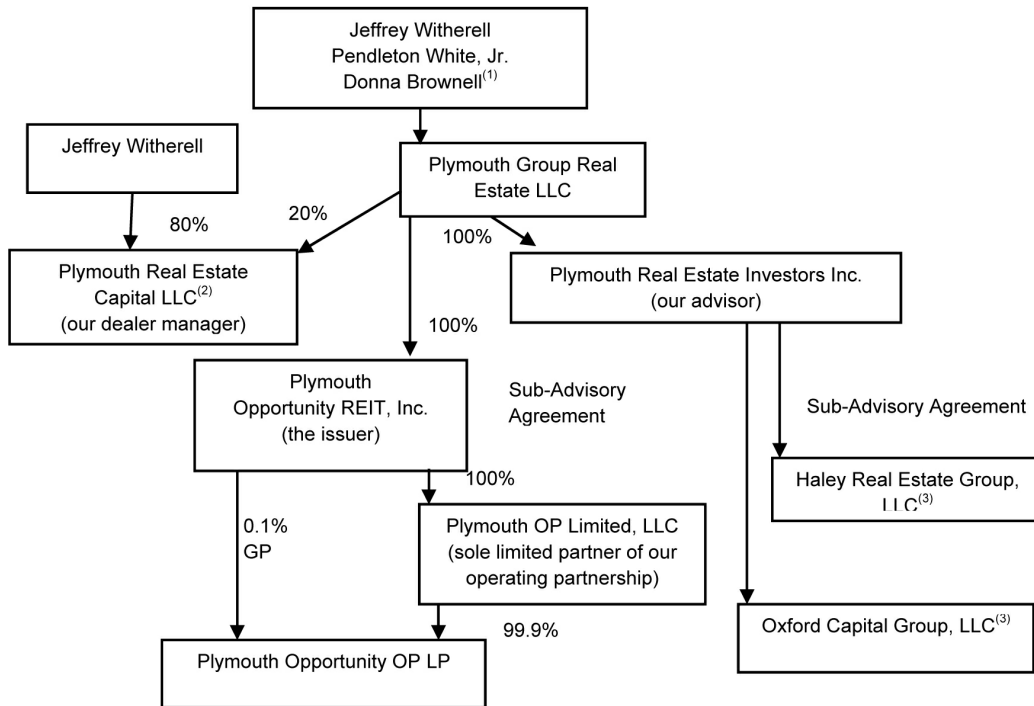 Jeffrey Witherell
Pendleton White, Jr.
Donna Brownell(1)
Jeffrey Witherell
Plymouth Group Real
Estate LLC
80%
20%
100%
Plymouth Real Estate
Capital LLC(2)
(our dealer manager)
Plymouth Real Estate Investors Inc.
(our advisor)
100%
Plymouth
Opportunity REIT, Inc.
(the issuer)
Sub-Advisory
Agreement
Sub-Advisory Agreement
100%
Haley Real Estate Group,
LLC(3)
0.1%
GP
Plymouth OP Limited, LLC
(sole limited partner of our
operating partnership)
Oxford Capital Group, LLC(3)
99.9%
Plymouth Opportunity OP LP